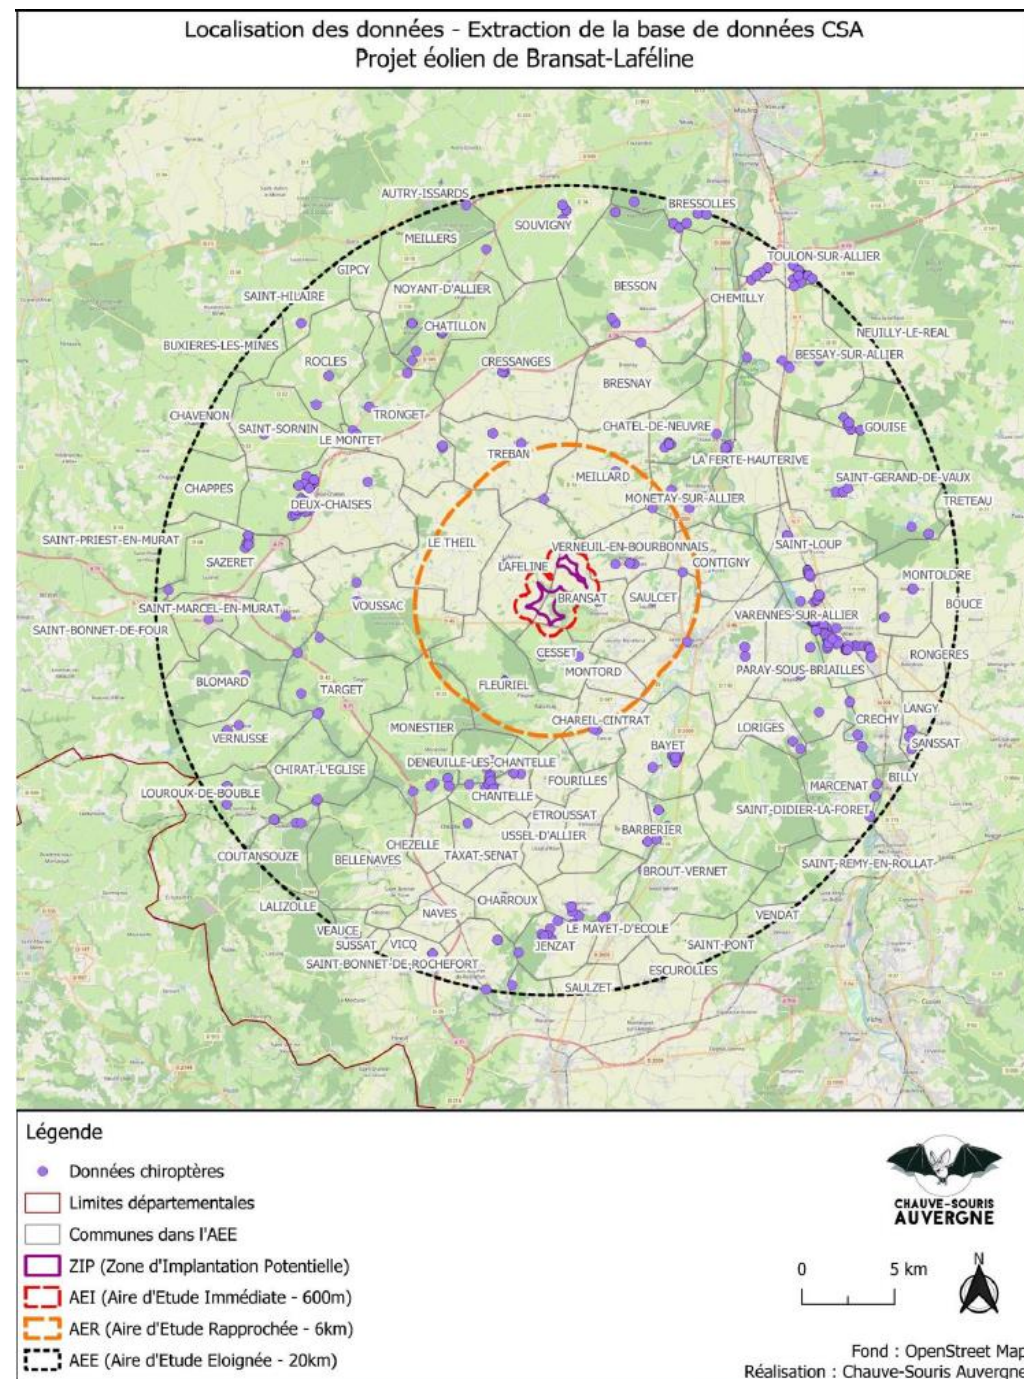 Localisation des données - Extraction de la base de données CSA
Projet éolien de Bransat-Laféline
AUTRY-ISSARDS
BRESSOLLES
SOUVIGNY
MEILLERS
TOULON-SUR-ALLIER
GIPCY
NOYANT-D'ALLIER
BESSON
SAINT-HILAIRE
CHEMILLY
CHATILLON
NEUILLY-LE-REAL
BUXIERES-LES-MINES
BESSAY-SUR-ALLIER
ROCLES
CRESSANGES
BRESNAY
CHAVENON
TRONGET
SAINT-SORNIN
CHATEL-DE-NEUVRE
GOUISE
LE MONTET
TREBAN
LA FERTE-HAUTERIVE
MEILLARD
SAINT-GERAND-DE-VAUX
CHAPPES
MONETAY-SUR-ALLIER
TRETEAU
DEUX-CHAISES
SAINT-PRIEST-EN-MURAT
LE THEIL
VERNEUIL-EN-BOURBONNAIS
SAINT-LOUP
SAZERET
LAFELINE
CONTIGNY
MONTOLDRE
BRANSAT
SAULCET
BOUCE
SAINT-MARCEL-EN-MURAT
VOUSSAC
VARENNES-SUR-ALLIER
SAINT-BONNET-DE-FOUR
CESSET
RONGERES
MONTORD
PARAY-SOUS-BRIAILLES
BLOMARD
FLEURIEL
TARGET
LANGY
CHAREIL-CINTRAT
CRECHY
MONESTIER
LORIGES
VERNUSSE
BAYET
SANSSAT
DENEUILLE-LES-CHANTELLE
CHIRAT-L'EGLISE
FOURILLES
BILLY
MARCENAT
LOUROUX-DE-BOUBLE
CHANTELLE
SAINT-DIDIER-LA-FORET
ETROUSSAT
BARBERIER
USSEL-D'ALLIER
CHEZELLE
COUTANSOUZE
TAXAT-SENAT
BELLENAVES
SAINT-REMY-EN-ROLLAT
BROUT-VERNET
CHARROUX
LALIZOLLE
NAVES
VENDAT
VEAUCE
LE MAYET-D'ECOLE
SUSSAT
VICQ
JENZAT
SAINT-PONT
SAINT-BONNET-DE-ROCHEFORT
ESCUROLLES
SAULZET
Légende
Données chiroptères
Limites départementales
Communes dans l'AEE
ZIP (Zone d'Implantation Potentielle)
AEI (Aire d'Etude Immédiate - 600m)
AER (Aire d'Etude Rapprochée - 6km)
AEE (Aire d'Etude Eloignée - 20km)
CHAUVE-SOURIS
AUVERGNE
0 5 km
N
Fond : OpenStreet Map
Réalisation : Chauve-Souris Auvergne